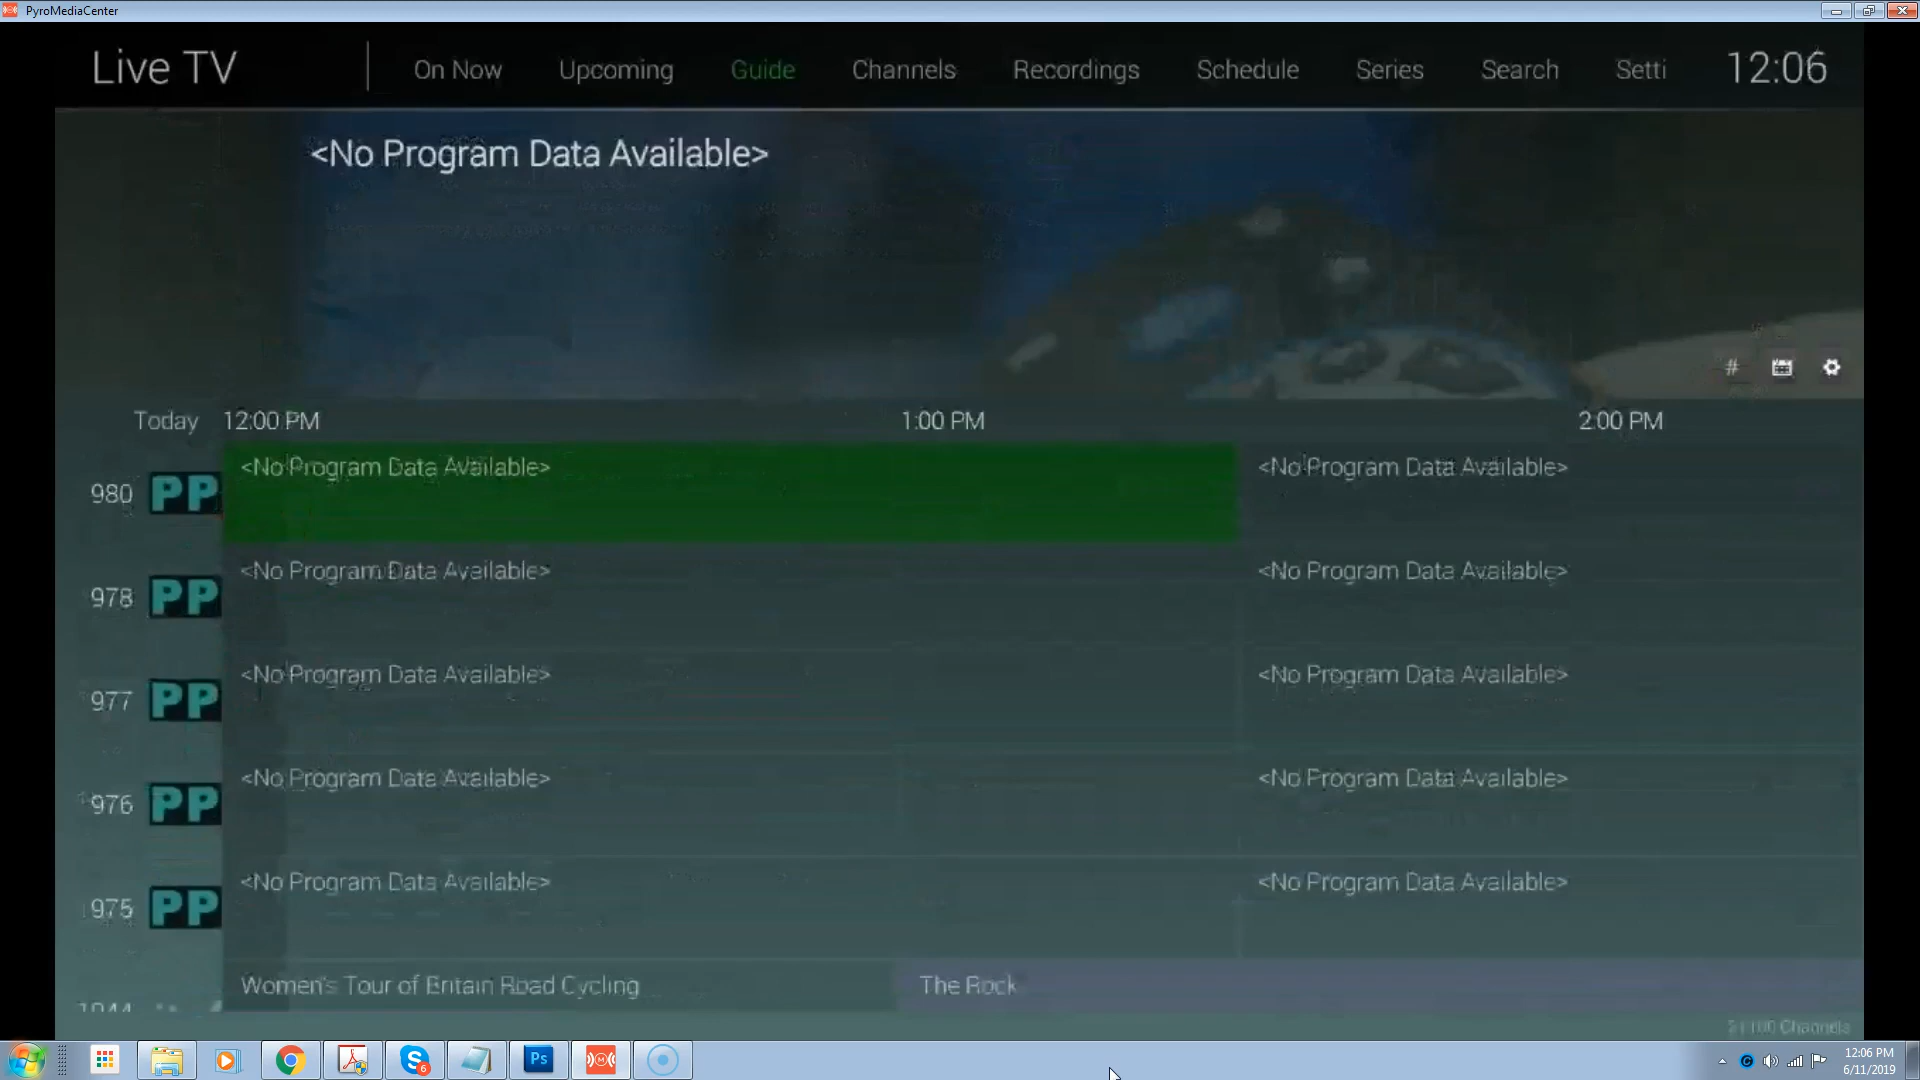 PyroMediaCenter
Live TV
On Now
Upcoming
Guide
Channels
Recordings
Schedule
Series
Search
Setti
12:06
<No Program Data Available>
#
Today
12:00 PM
1:00 PM
2:00 PM
980
PP
<No Program Data Available>
<No Program Data Available>
978
PP
<No Program Data Available>
<No Program Data Available>
977
PP
<No Program Data Available>
<No Program Data Available>
976
PP
<No Program Data Available>
<No Program Data Available>
975
PP
<No Program Data Available>
<No Program Data Available>
Women's Tour of Britain Road Cycling
The Rock
Channels
Ps
6
12:06 PM
6/11/2019